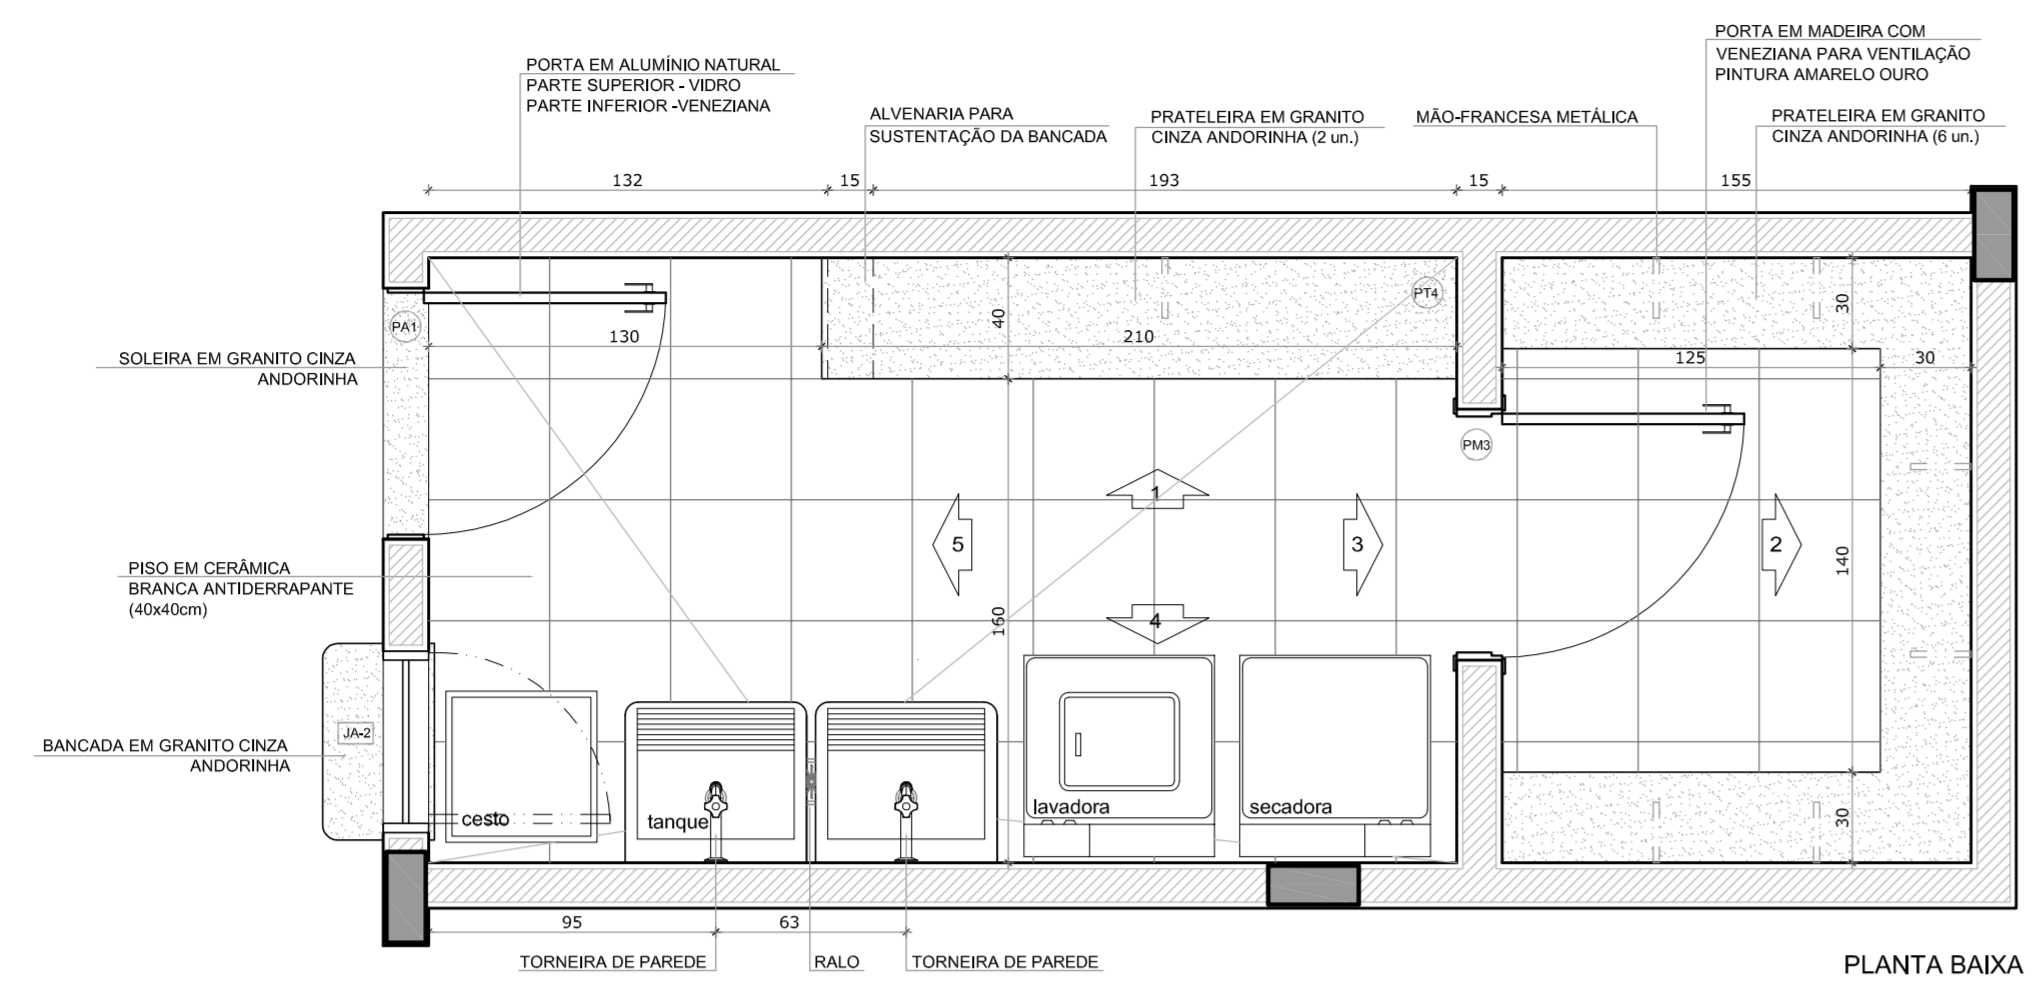 PORTA EM MADEIRA COM
VENEZIANA PARA VENTILAÇÃO
PINTURA AMARELO OURO
PORTA EM ALUMÍNIO NATURAL
PARTE SUPERIOR - VIDRO
PARTE INFERIOR -VENEZIANA
ALVENARIA PARA
SUSTENTAÇÃO DA BANCADA
PRATELEIRA EM GRANITO
CINZA ANDORINHA (2 un.)
MÃO-FRANCESA METÁLICA
PRATELEIRA EM GRANITO
CINZA ANDORINHA (6 un.)
132 15 193 15 155
PT4
40
30
PA1
130 210
125 30
SOLEIRA EM GRANITO CINZA
ANDORINHA
PM3
1
5 3 2
140
PISO EM CERÂMICA
BRANCA ANTIDERRAPANTE
(40x40cm)
160
4
JA-2
BANCADA EM GRANITO CINZA
ANDORINHA
cesto tanque lavadora secadora
30
95 63
TORNEIRA DE PAREDE RALO TORNEIRA DE PAREDE
PLANTA BAIXA